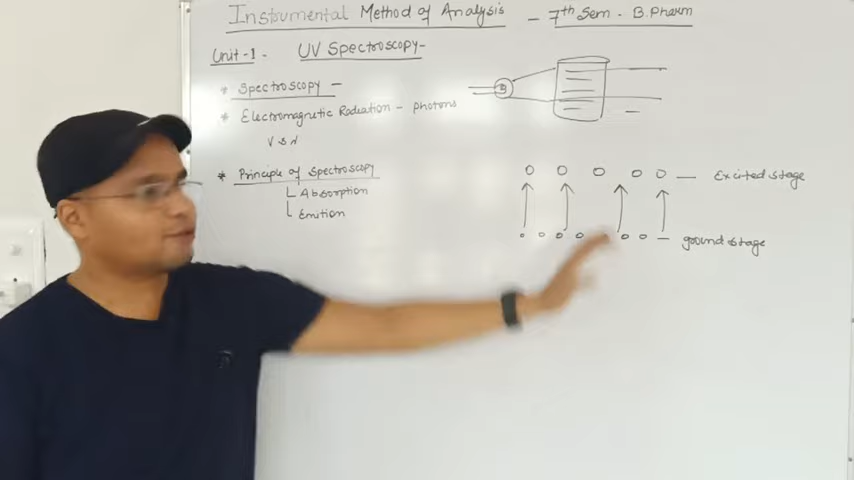 Instrumental Method of Analysis - 7th Sem - B.Pharm
Unit-1 - UV Spectroscopy-
* Spectroscopy -
* Electromagnetic Radiation - photons
* Principle of Spectroscopy
Absorption
Emition
Excited stage
ground stage